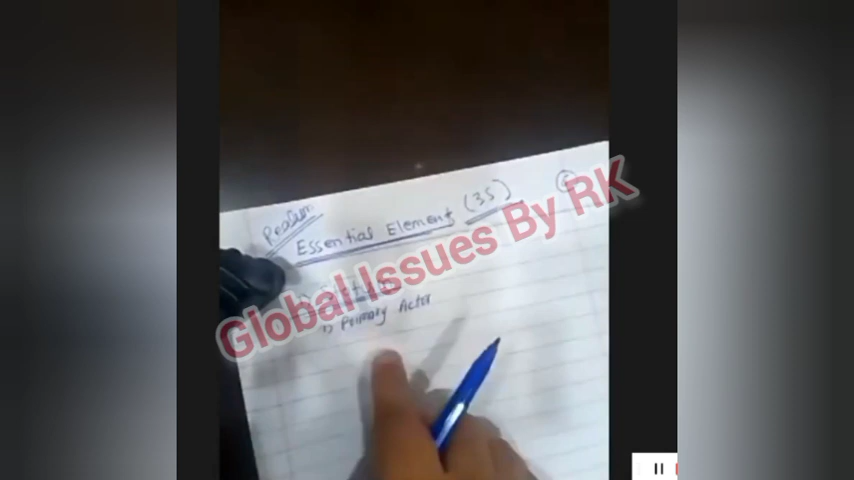 Realism
Essential Element (3S)
1) Primary Actor
Global Issues By RK